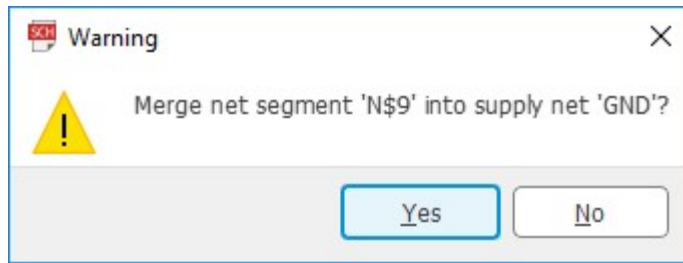 SCH
Warning
Merge net segment 'N$9' into supply net 'GND'?
Yes
No